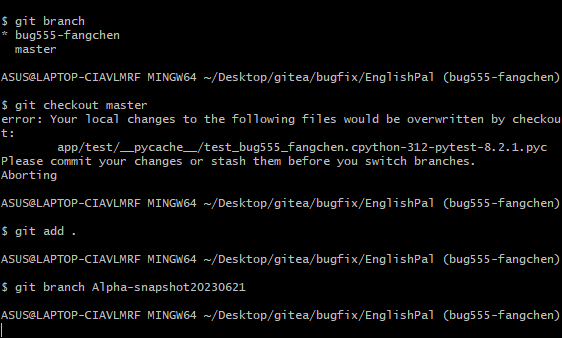 $ git branch
* bug555-fangchen
  master
ASUS@LAPTOP-CIAVLMRF MINGW64 ~/Desktop/gitea/bugfix/EnglishPal (bug555-fangchen)
$ git checkout master
error: Your local changes to the following files would be overwritten by checkou
t:
        app/test/__pycache__/test_bug555_fangchen.cpython-312-pytest-8.2.1.pyc
Please commit your changes or stash them before you switch branches.
Aborting
ASUS@LAPTOP-CIAVLMRF MINGW64 ~/Desktop/gitea/bugfix/EnglishPal (bug555-fangchen)
$ git add .
ASUS@LAPTOP-CIAVLMRF MINGW64 ~/Desktop/gitea/bugfix/EnglishPal (bug555-fangchen)
$ git branch Alpha-snapshot20230621
ASUS@LAPTOP-CIAVLMRF MINGW64 ~/Desktop/gitea/bugfix/EnglishPal (bug555-fangchen)